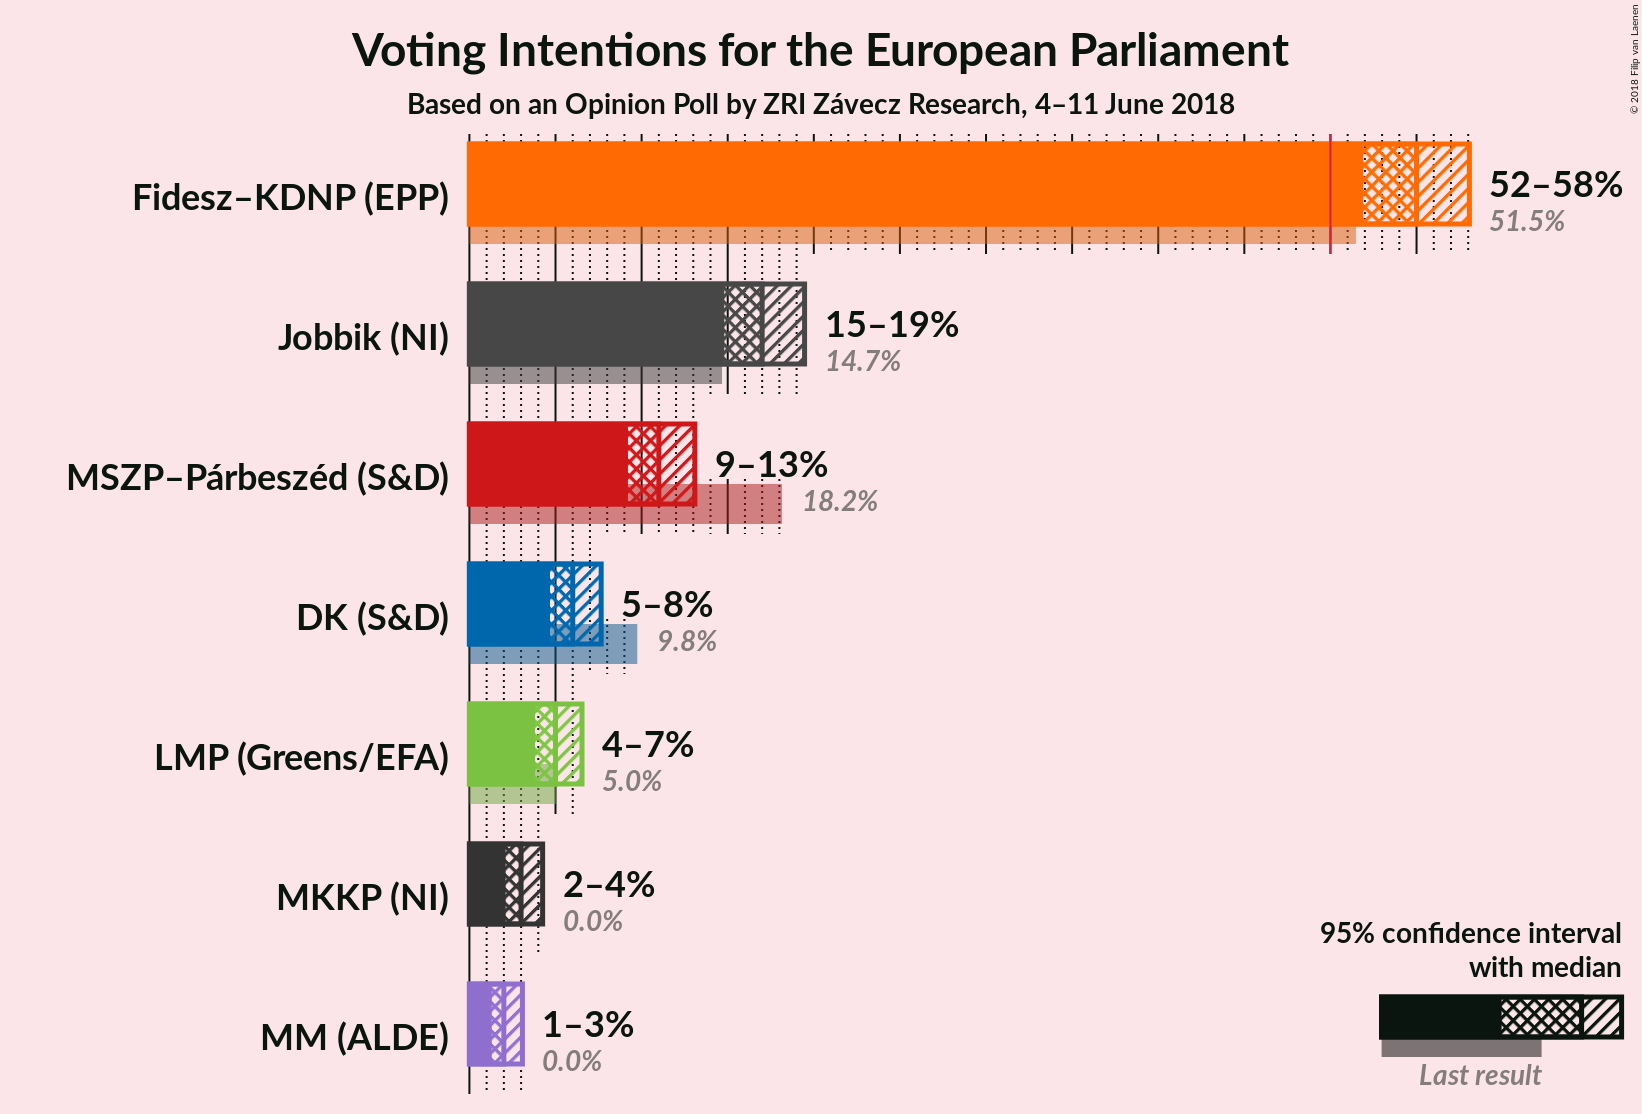 Voting Intentions for the European Parliament
Based on an Opinion Poll by ZRI Závecz Research, 4–11 June 2018
© 2018 Filip van Laenen
Fidesz–KDNP (EPP)
52–58%
51.5%
Jobbik (NI)
15–19%
14.7%
MSZP–Párbeszéd (S&D)
9–13%
18.2%
DK (S&D)
5–8%
9.8%
LMP (Greens/EFA)
4–7%
5.0%
MKKP (NI)
2–4%
0.0%
MM (ALDE)
1–3%
0.0%
95% confidence interval
with median
Last result